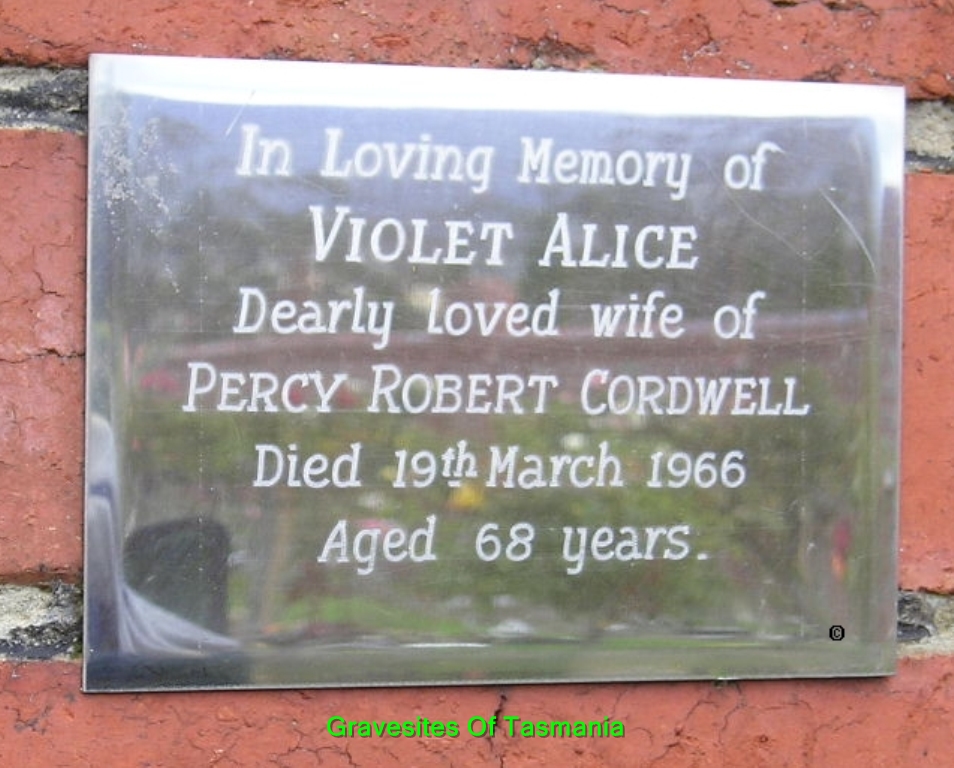 In Loving Memory of
VIOLET ALICE
Dearly loved wife of
PERCY ROBERT CORDWELL
Died 19th March 1966
Aged 68 years.
©
Gravesites Of Tasmania